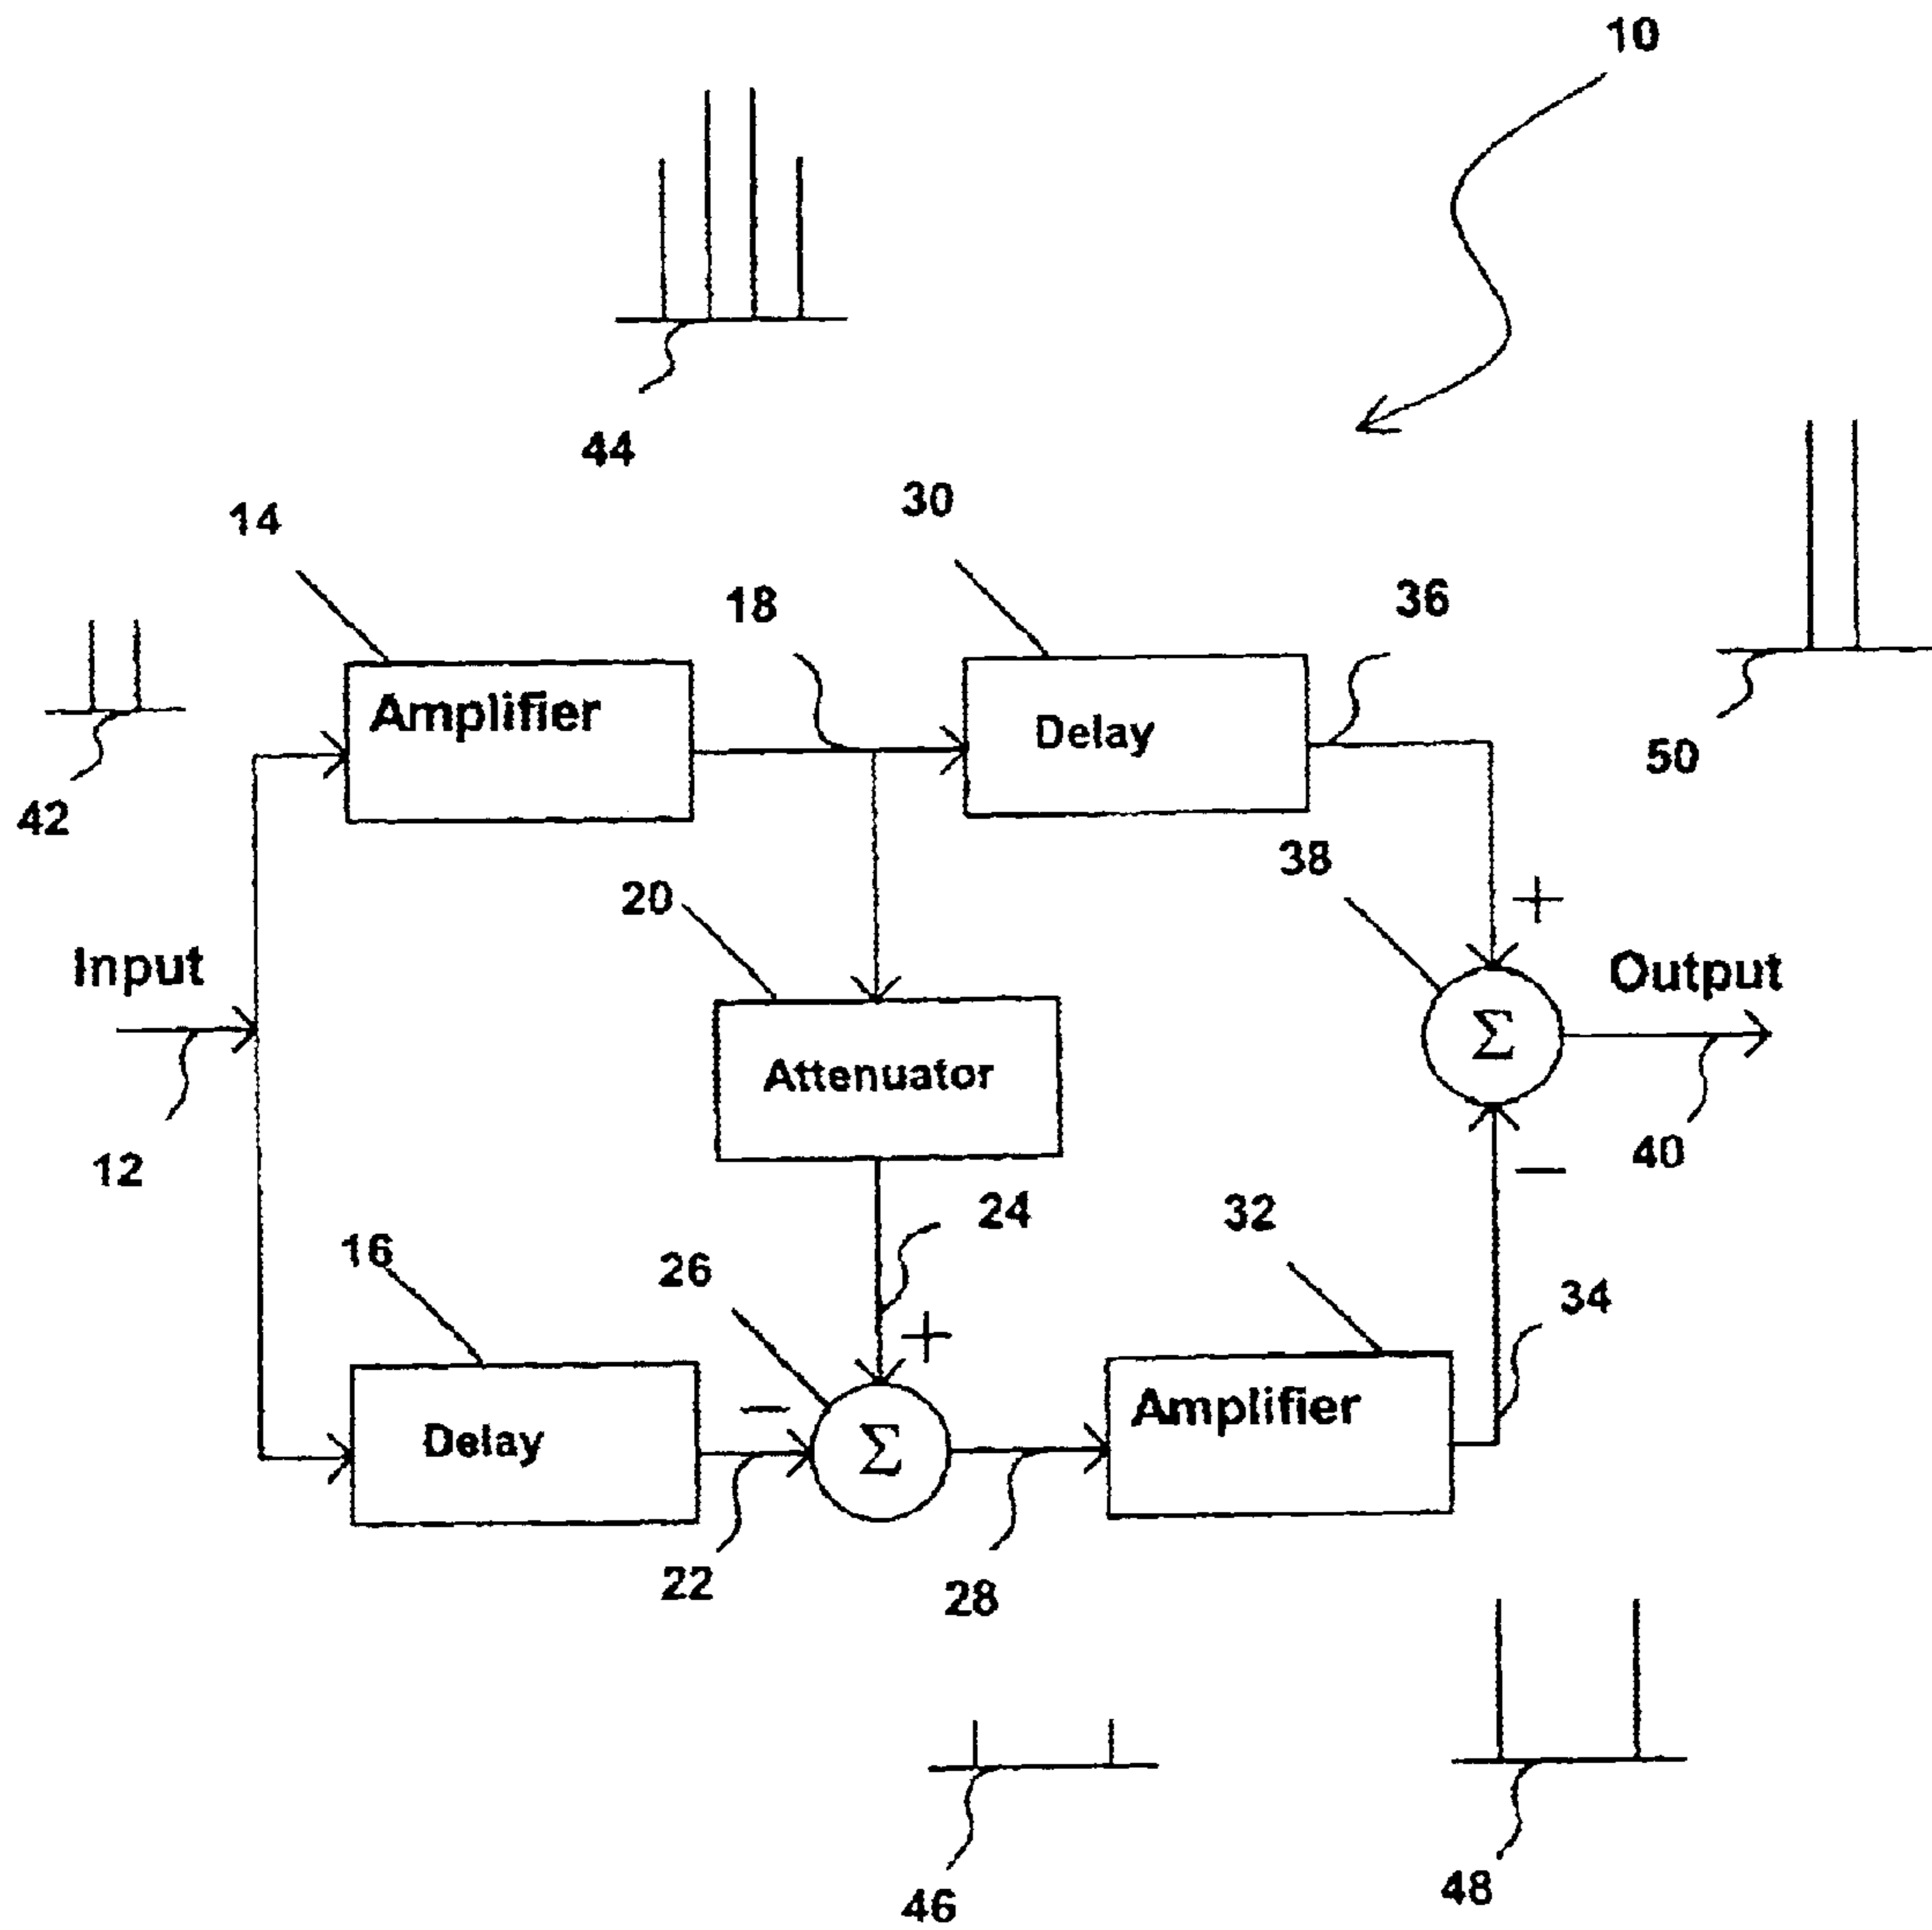 10
44
30
14
18
36
Amplifier
Delay
42
50
38
20
+
Input
Output
Σ
Attenuator
12
40
−
24
32
16
26
34
+
Amplifier
−
Delay
Σ
22
28
46
48